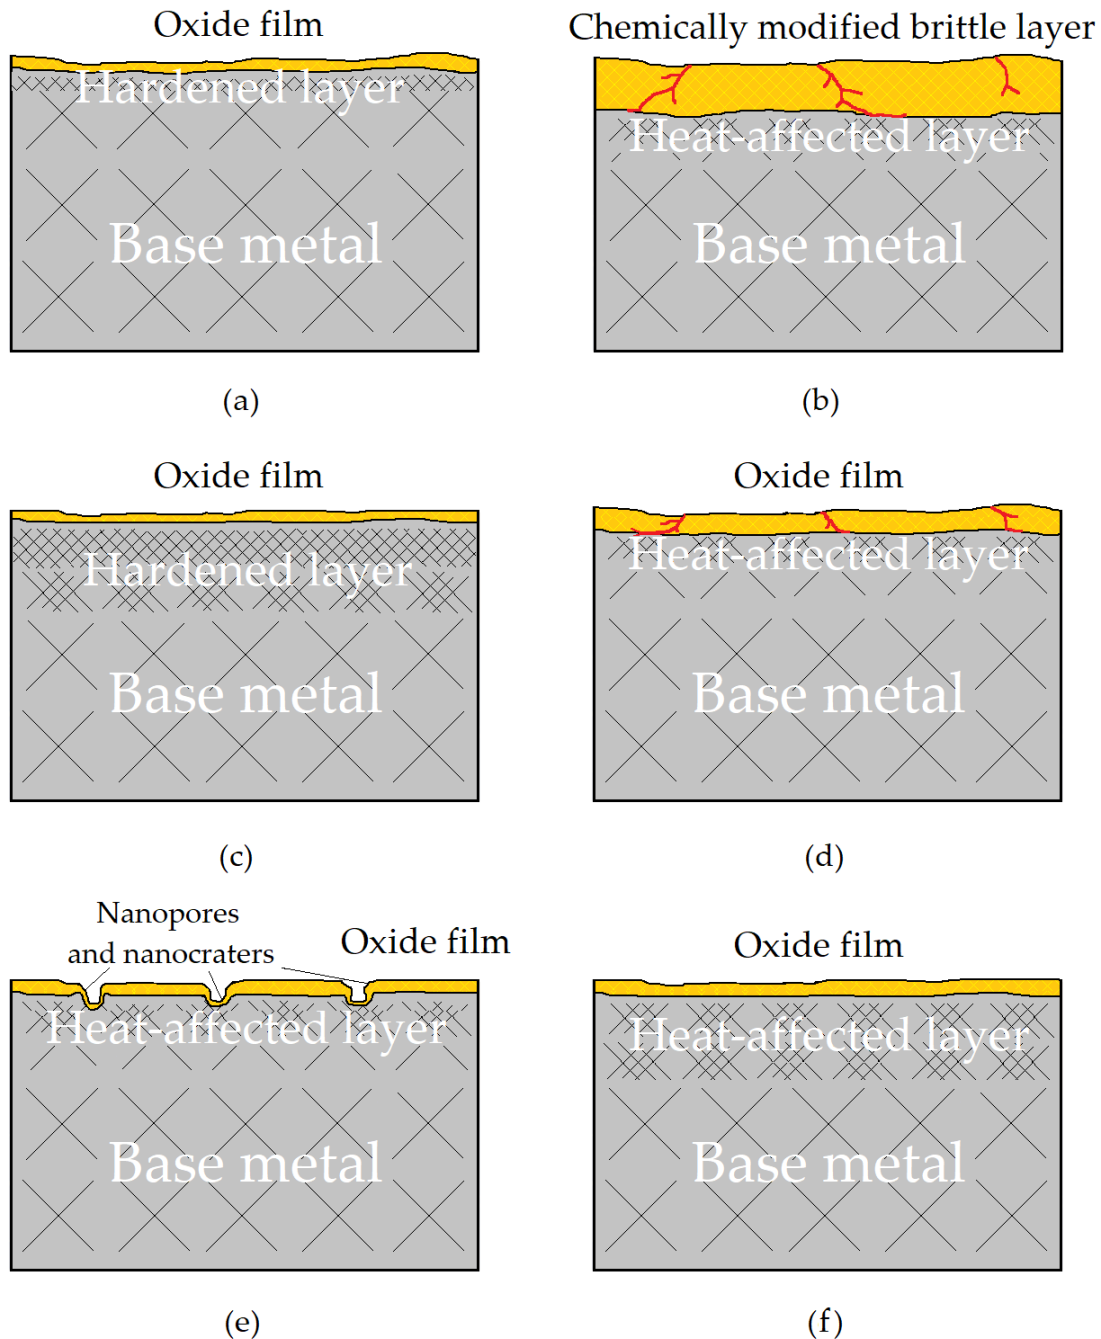 Oxide film
Hardened layer
Base metal
(a)
Chemically modified brittle layer
Heat-affected layer
Base metal
(b)
Oxide film
Hardened layer
Base metal
(c)
Oxide film
Heat-affected layer
Base metal
(d)
Nanopores
and nanocraters
Oxide film
Heat-affected layer
Base metal
(e)
Oxide film
Heat-affected layer
Base metal
(f)